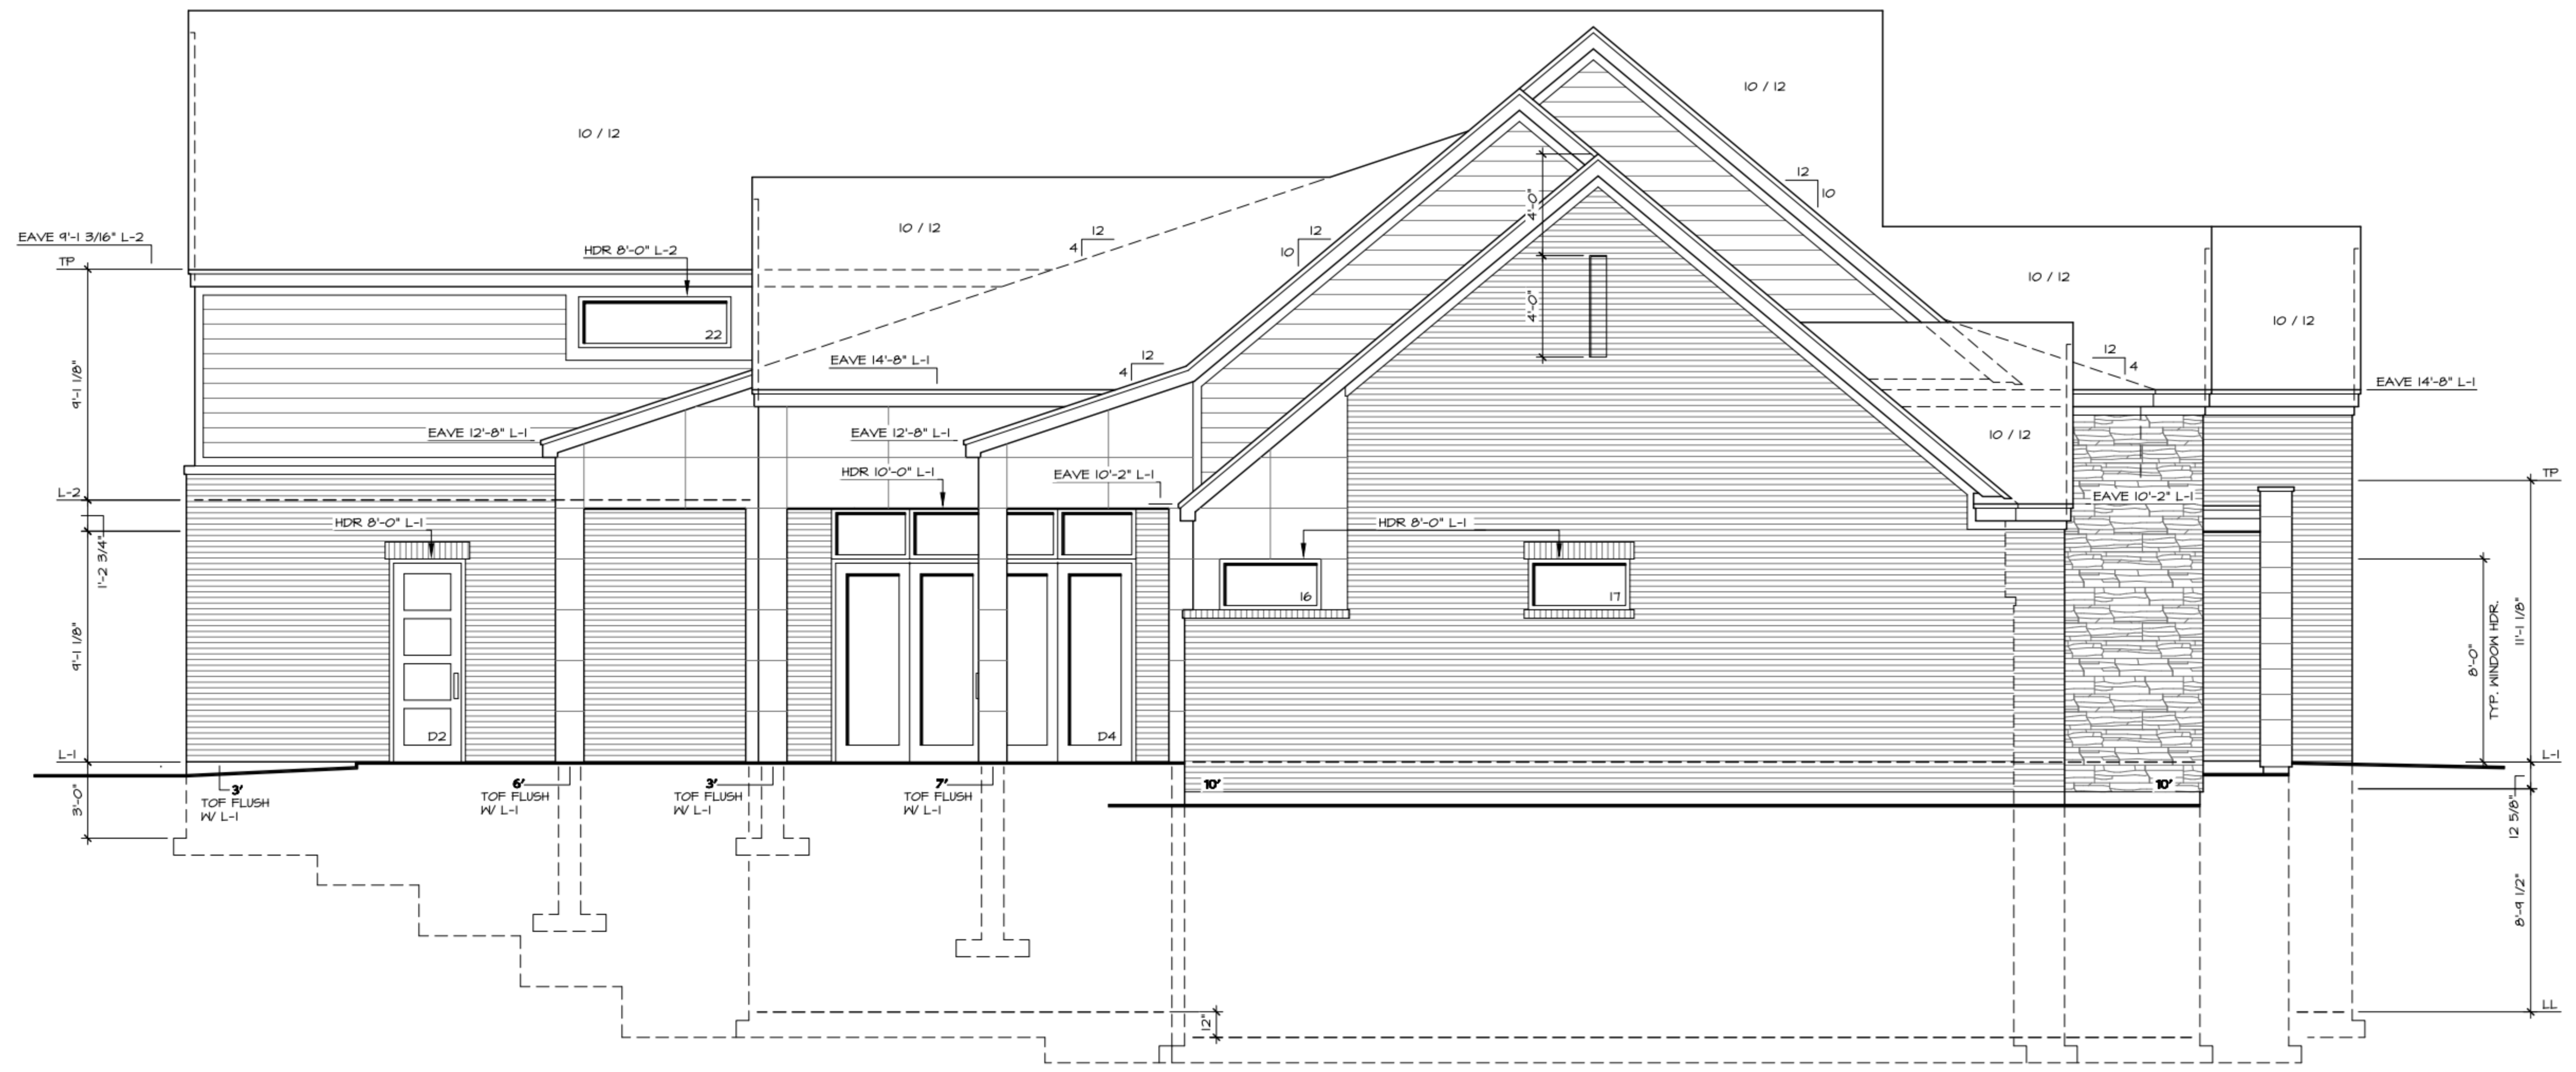 10 / 12
10 / 12
12
10
EAVE 9'-1 3/16" L-2
TP
HDR 8'-0" L-2
10 / 12
12
4
12
10
4'-0"
10 / 12
10 / 12
4'-0"
22
9'-1 1/8"
EAVE 14'-8" L-1
12
4
12
4
EAVE 14'-8" L-1
EAVE 12'-8" L-1
EAVE 12'-8" L-1
10 / 12
HDR 10'-0" L-1
EAVE 10'-2" L-1
TP
L-2
EAVE 10'-2" L-1
HDR 8'-0" L-1
HDR 8'-0" L-1
1'-2 3/4"
16
17
9'-1 1/8"
11'-1 1/8"
8'-0"
TYP. WINDOW HDR.
D2
D4
L-1
L-1
3'-0"
3'
TOF FLUSH
W/ L-1
6'
TOF FLUSH
W/ L-1
3'
TOF FLUSH
W/ L-1
7'
TOF FLUSH
W/ L-1
10'
10'
12 5/8"
8'-9 1/2"
LL
12"